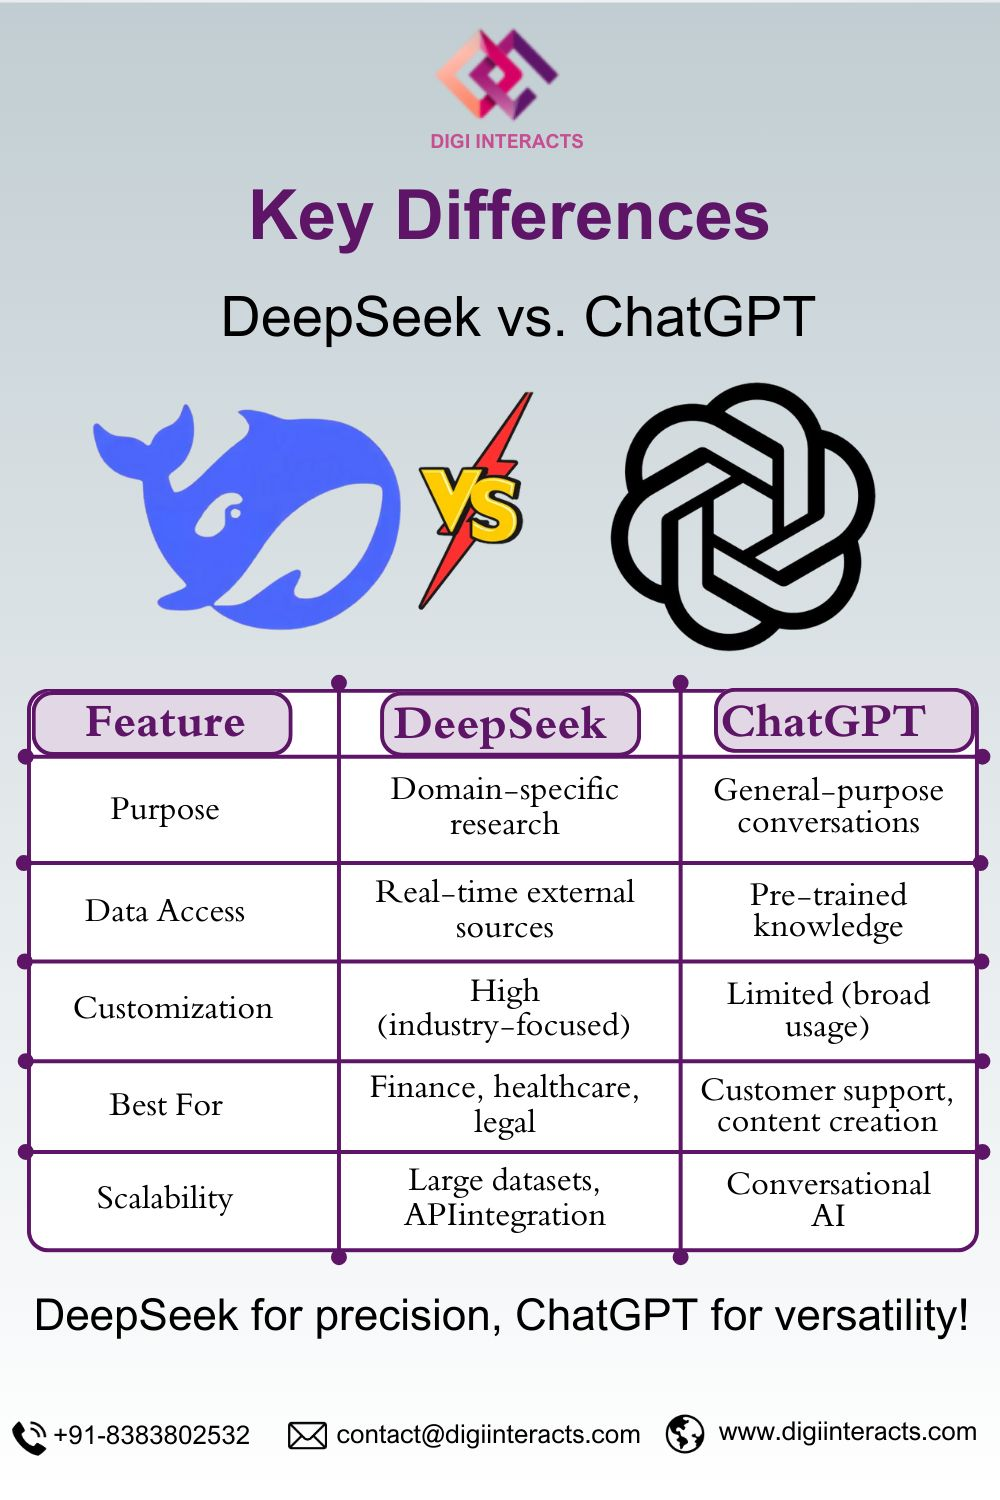 DIGI INTERACTS
Key Differences
DeepSeek vs. ChatGPT
VS
Feature
DeepSeek
ChatGPT
Purpose
Domain-specific
research
General-purpose
conversations
Data Access
Real-time external
sources
Pre-trained
knowledge
Customization
High
(industry-focused)
Limited (broad
usage)
Best For
Finance, healthcare,
legal
Customer support,
content creation
Scalability
Large datasets,
APIintegration
Conversational
AI
DeepSeek for precision, ChatGPT for versatility!
+91-8383802532
contact@digiinteracts.com
www.digiinteracts.com